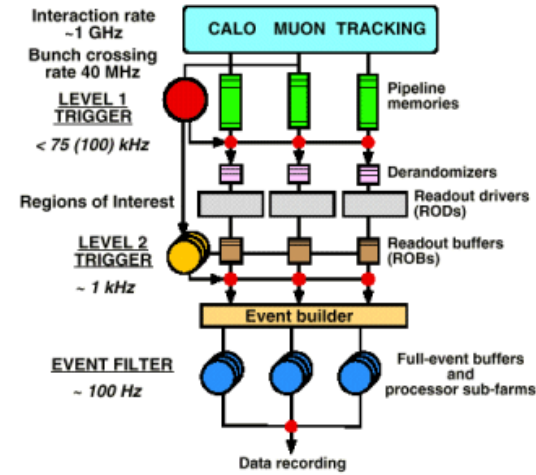 Interaction rate
~1 GHz
CALO MUON TRACKING
Bunch crossing
rate 40 MHz
LEVEL 1
TRIGGER
< 75 (100) kHz
Pipeline
memories
Derandomizers
Regions of Interest
Readout drivers
(RODs)
LEVEL 2
TRIGGER
~ 1 kHz
Readout buffers
(ROBs)
Event builder
EVENT FILTER
~ 100 Hz
Full-event buffers
and
processor sub-farms
Data recording